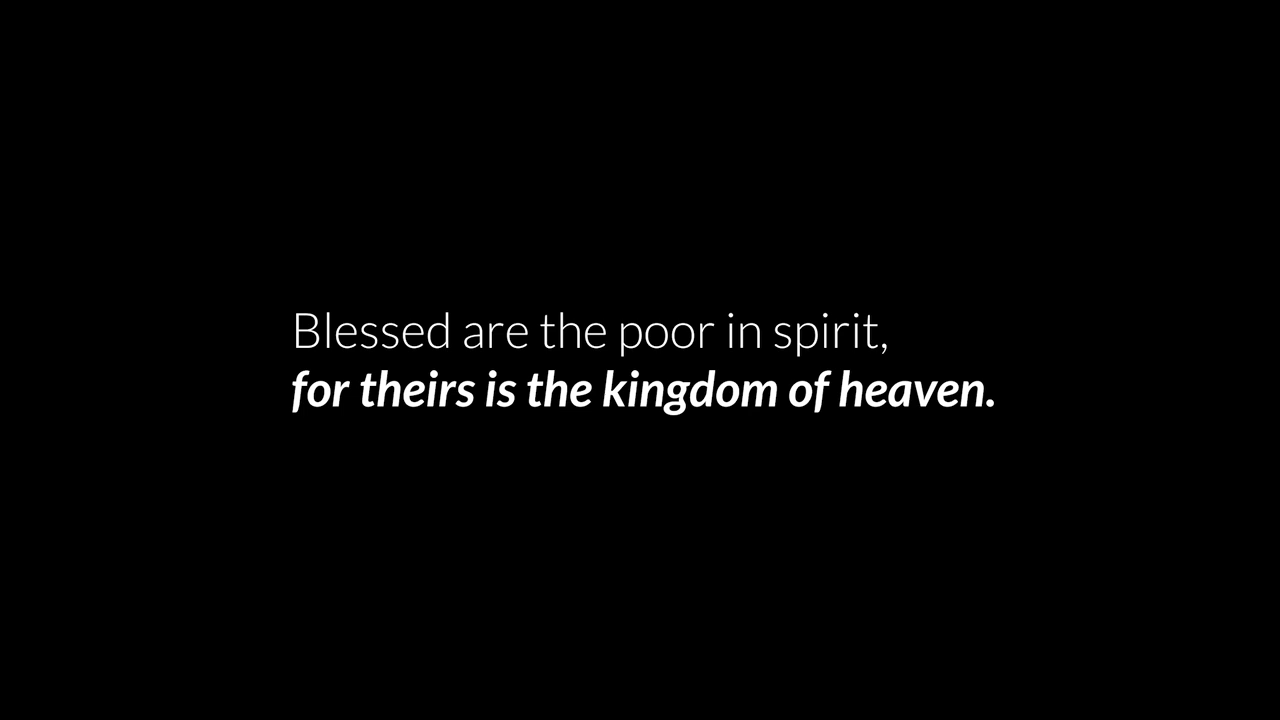 Blessed are the poor in spirit,
for theirs is the kingdom of heaven.